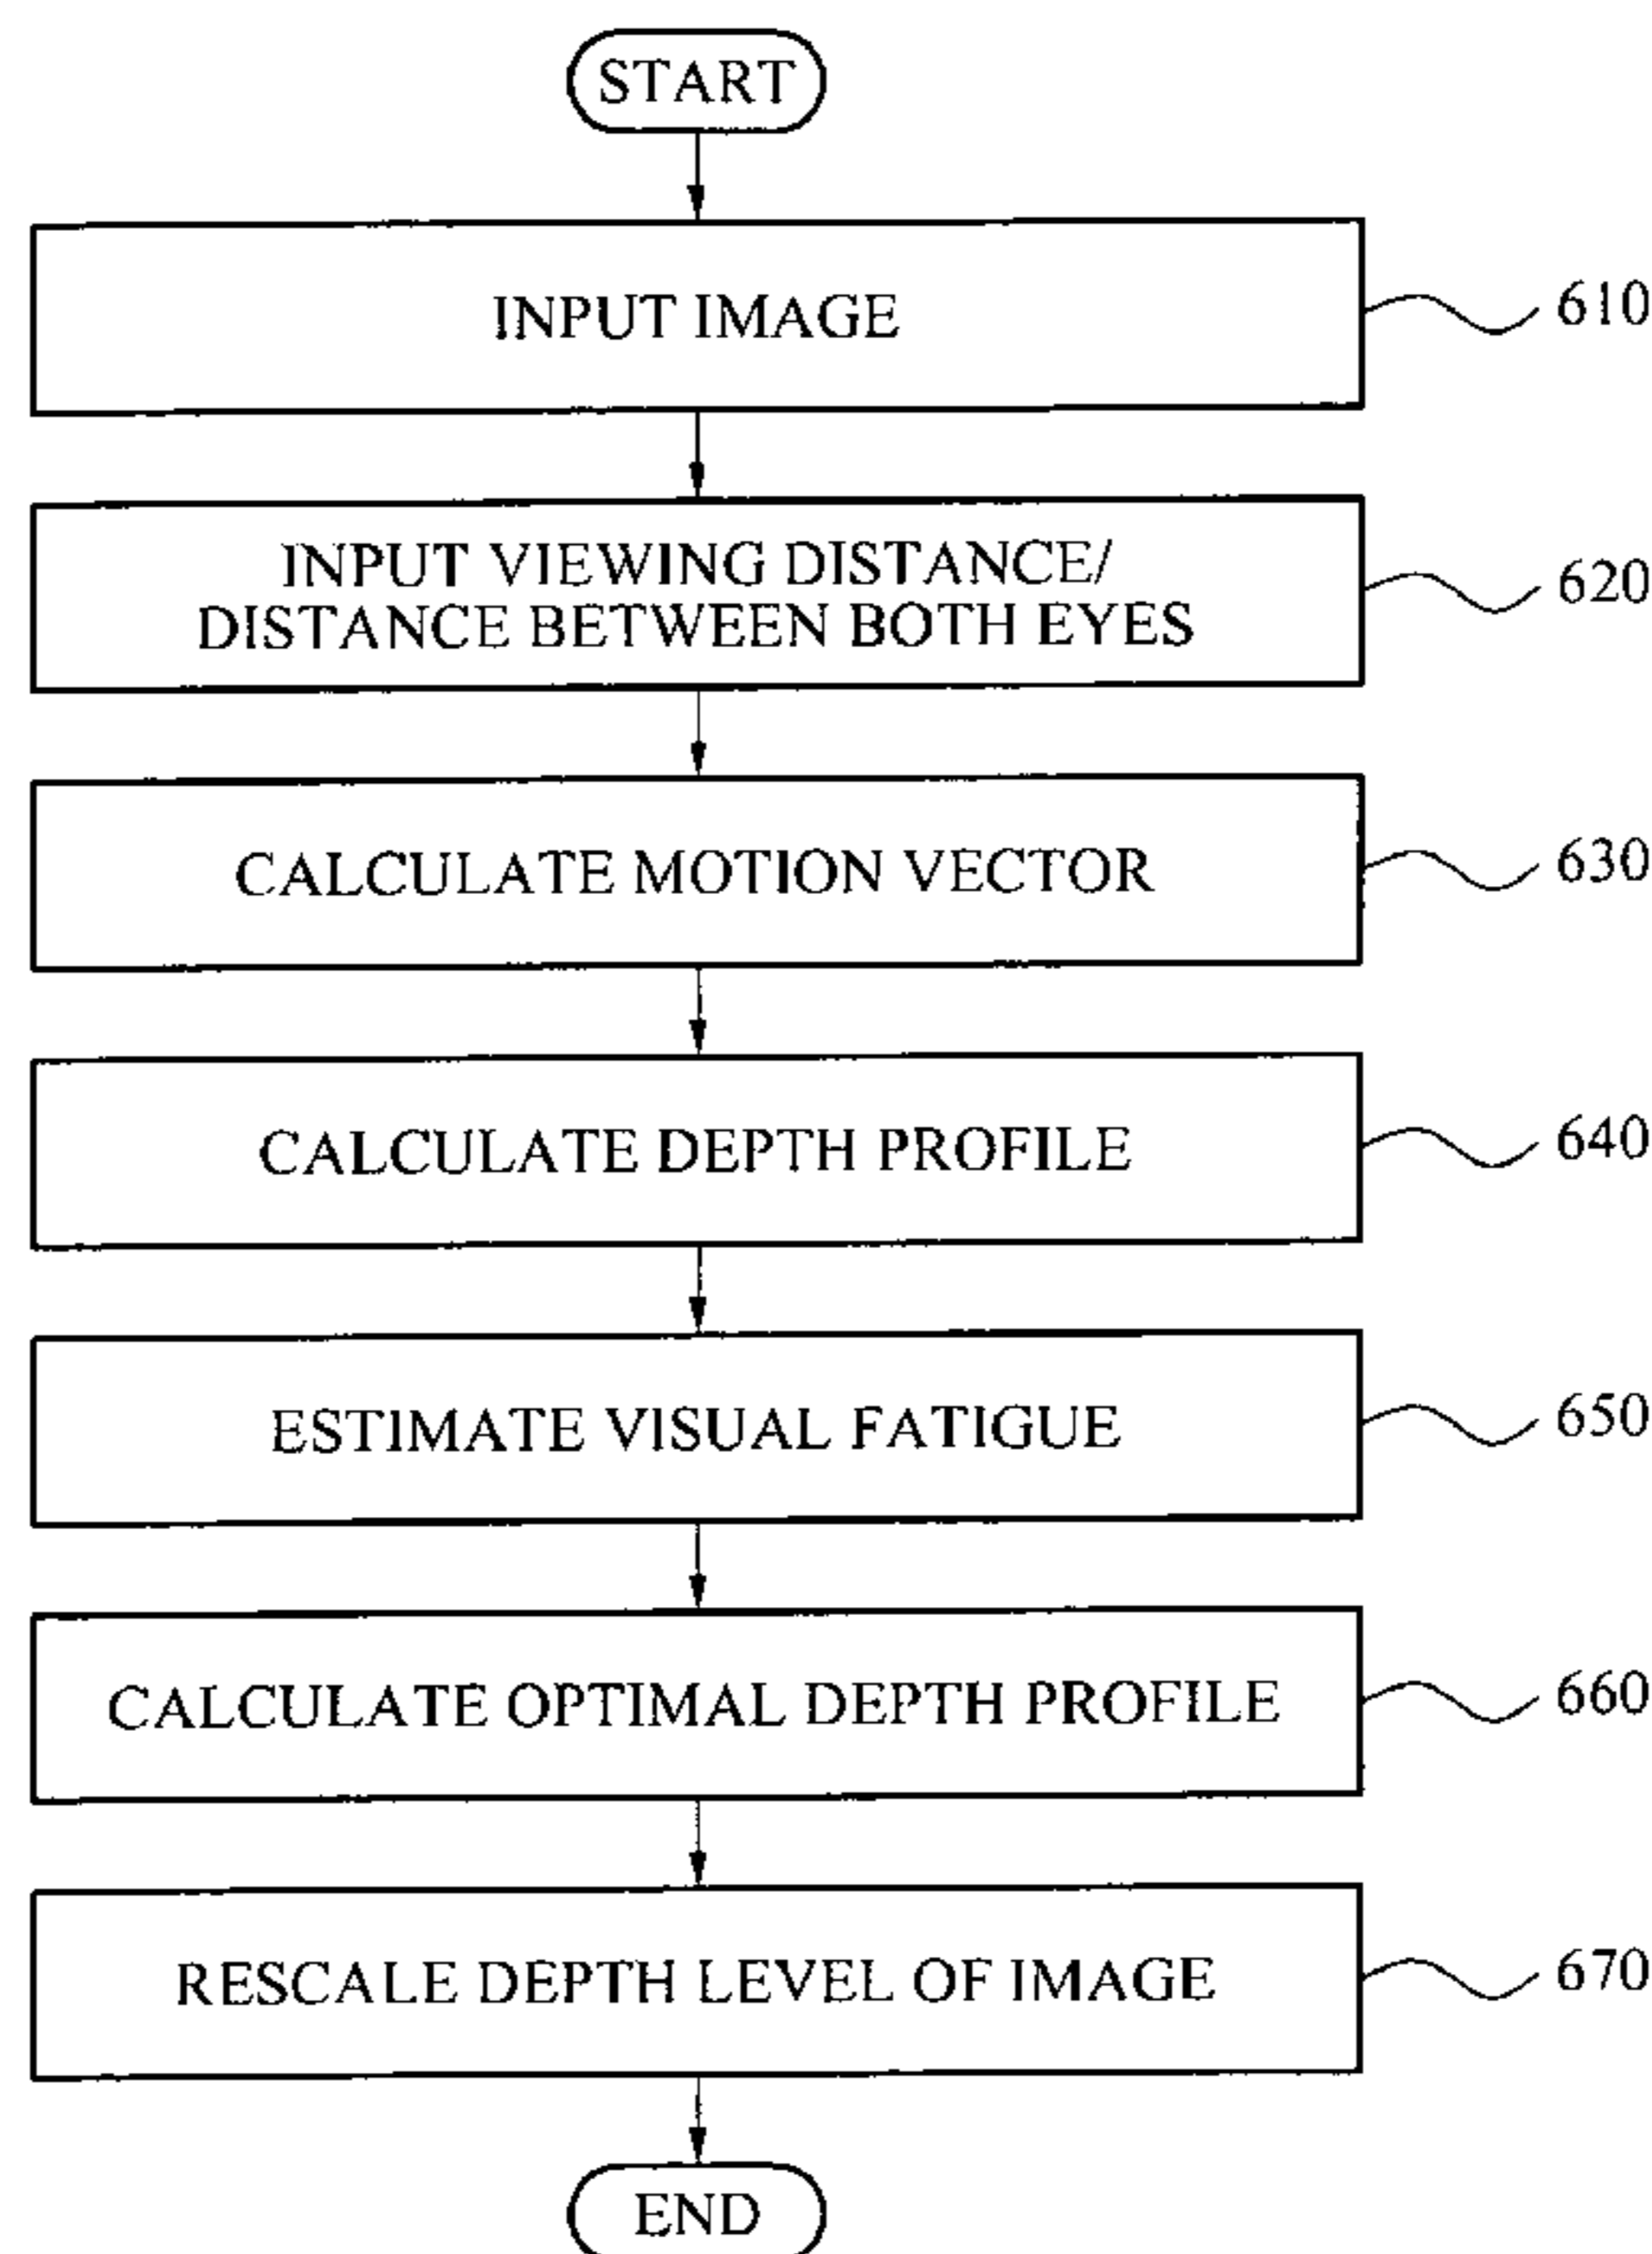 START
INPUT IMAGE
610
INPUT VIEWING DISTANCE/
DISTANCE BETWEEN BOTH EYES
620
CALCULATE MOTION VECTOR
630
CALCULATE DEPTH PROFILE
640
ESTIMATE VISUAL FATIGUE
650
CALCULATE OPTIMAL DEPTH PROFILE
660
RESCALE DEPTH LEVEL OF IMAGE
670
END